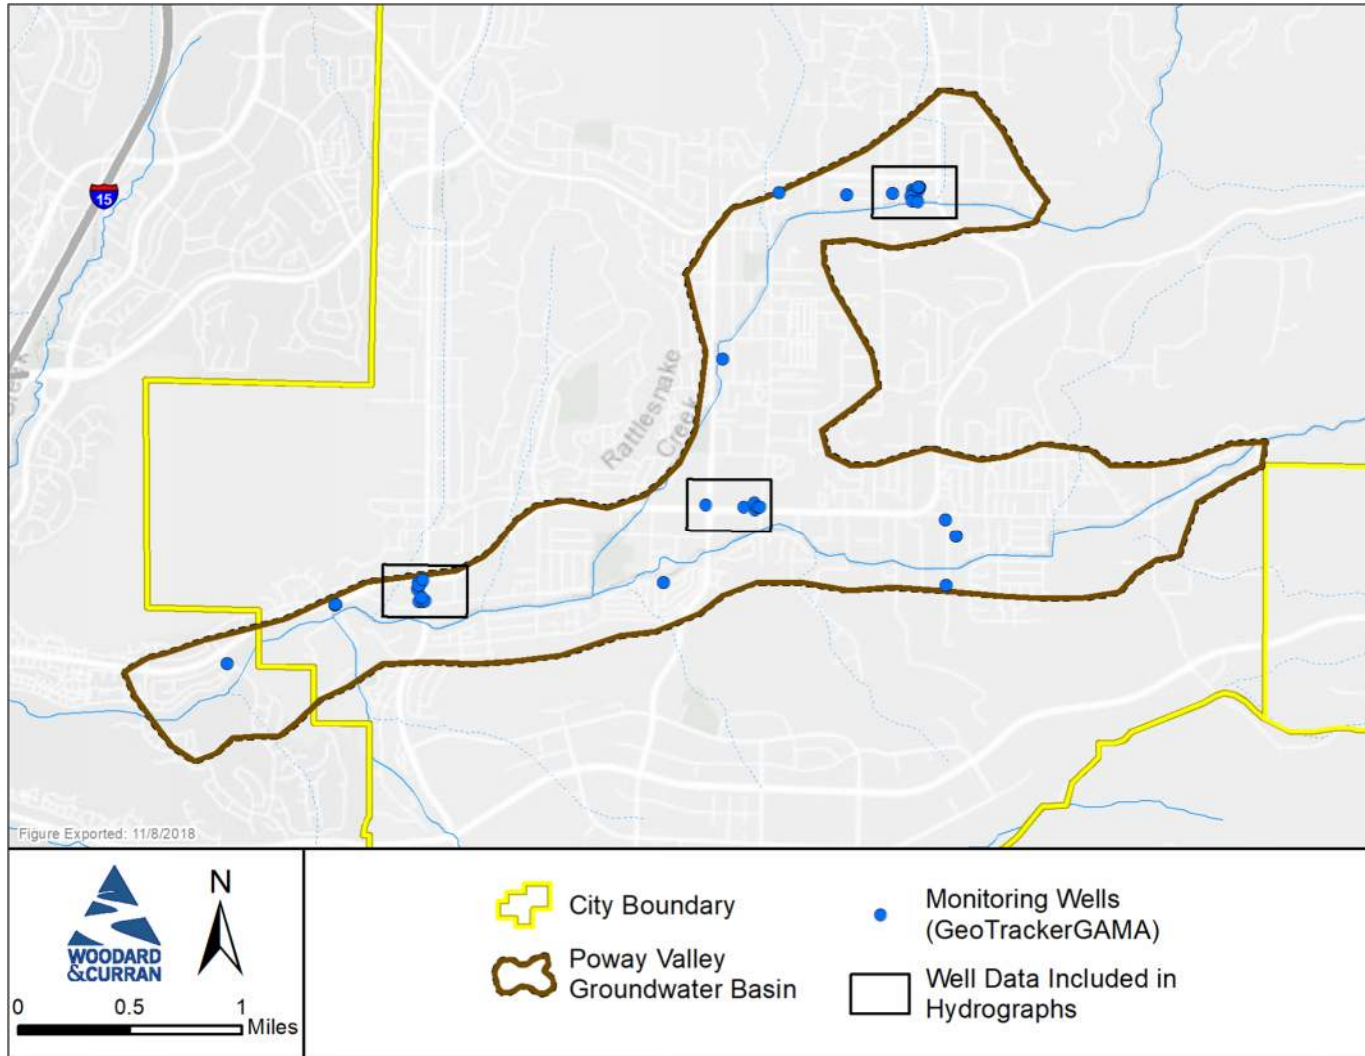 15
Creek
Rattlesnake
Creek
Figure Exported: 11/8/2018
WOODARD
&CURRAN
N
0 0.5 1
Miles
City Boundary
Poway Valley
Groundwater Basin
Monitoring Wells
(GeoTrackerGAMA)
Well Data Included in
Hydrographs